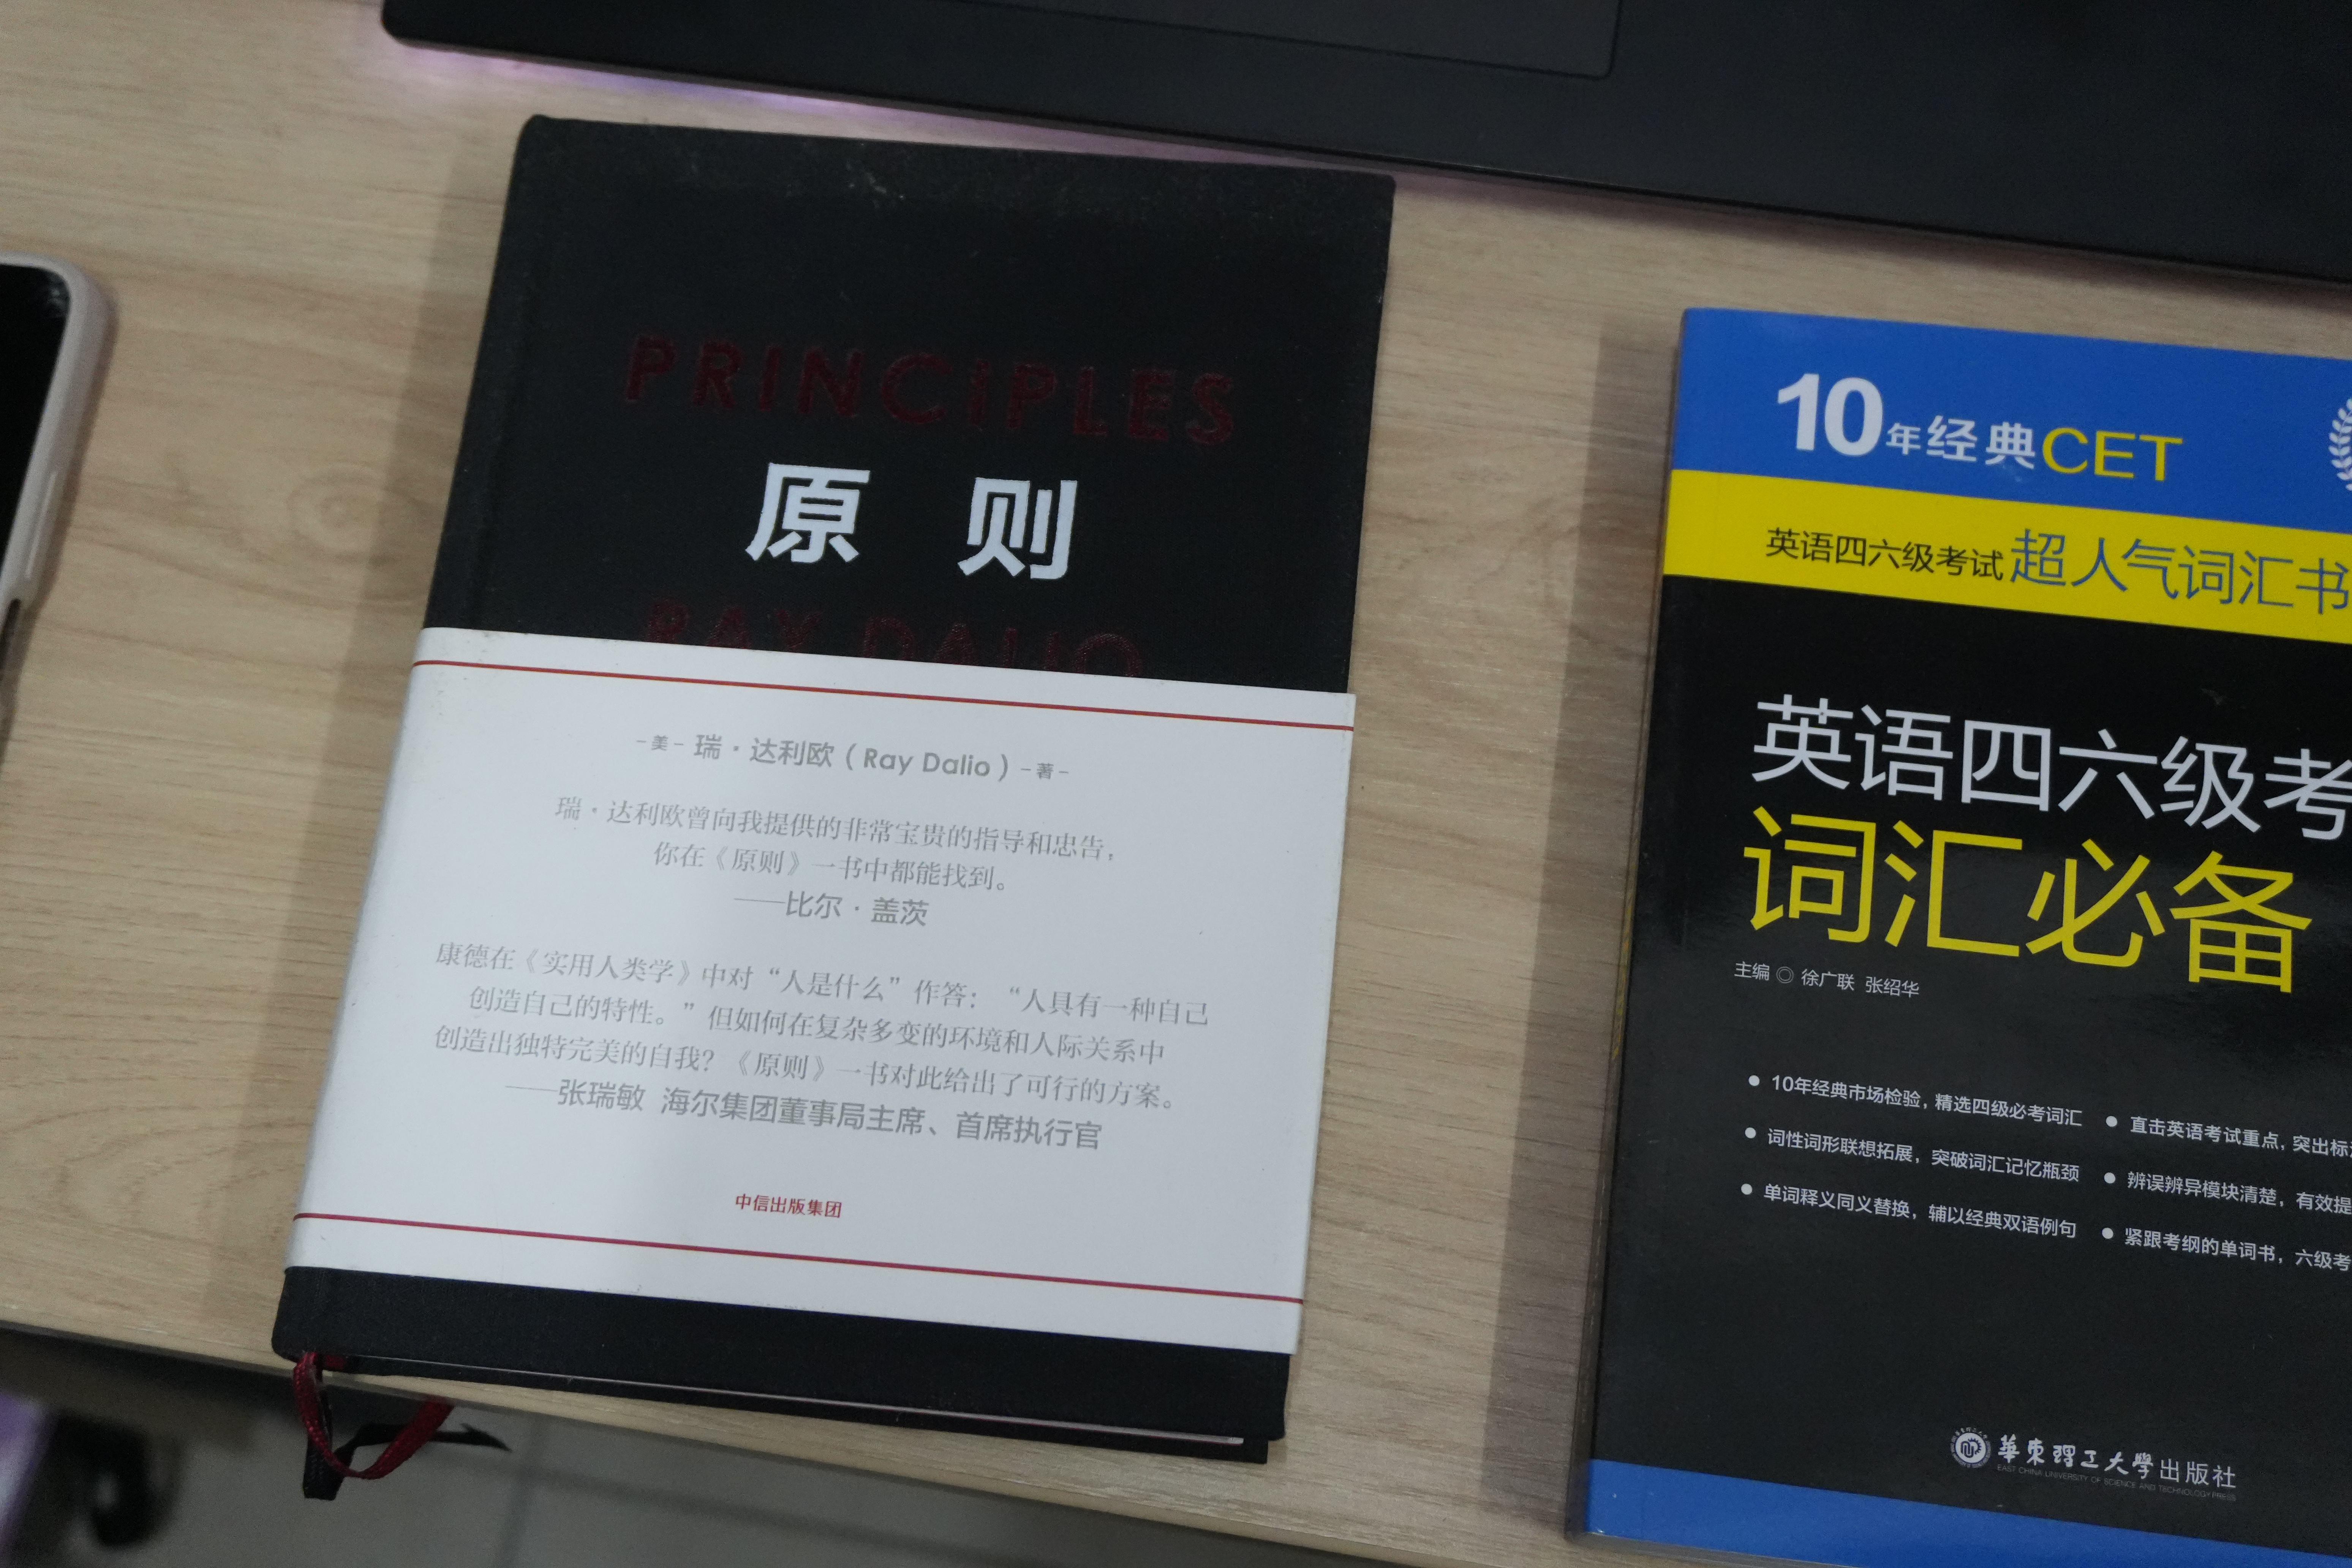 PRINCIPLES
原 则
RAY DALIO
－美－ 瑞·达利欧（Ray Dalio）－著－
瑞·达利欧曾向我提供的非常宝贵的指导和忠告，
你在《原则》一书中都能找到。
——比尔·盖茨
康德在《实用人类学》中对“人是什么”作答：“人具有一种自己
创造自己的特性。”但如何在复杂多变的环境和人际关系中
创造出独特完美的自我？《原则》一书对此给出了可行的方案。
——张瑞敏 海尔集团董事局主席、首席执行官
中信出版集团
10年经典CET
英语四六级考试超人气词汇书
英语四六级考
词汇必备
主编 ◎ 徐广联 张绍华
● 10年经典市场检验，精选四级必考词汇
● 词性词形联想拓展，突破词汇记忆瓶颈
● 单词释义同义替换，辅以经典双语例句
● 直击英语考试重点，突出标
● 辨误辨异模块清楚，有效提
● 紧跟考纲的单词书，六级考
華東理工大學出版社
EAST CHINA UNIVERSITY OF SCIENCE AND TECHNOLOGY PRESS